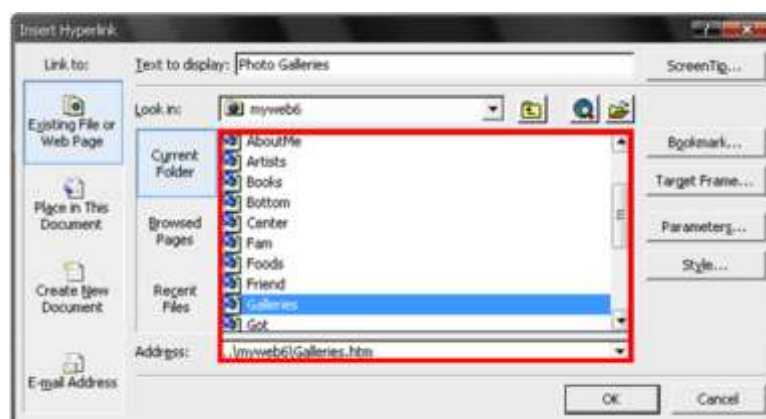 Insert Hyperlink
Link to:
Text to display: Photo Galleries
ScreenTip...
Existing File or
Web Page
Look in: myweb6
Bookmark...
Target Frame...
Parameters...
Style...
Current
Folder
Browsed
Pages
Recent
Files
AboutMe
Artists
Books
Bottom
Center
Fam
Foods
Friend
Galleries
Got
Place in This
Document
Create New
Document
E-mail Address
Address: ..\myweb6\Galleries.htm
OK
Cancel